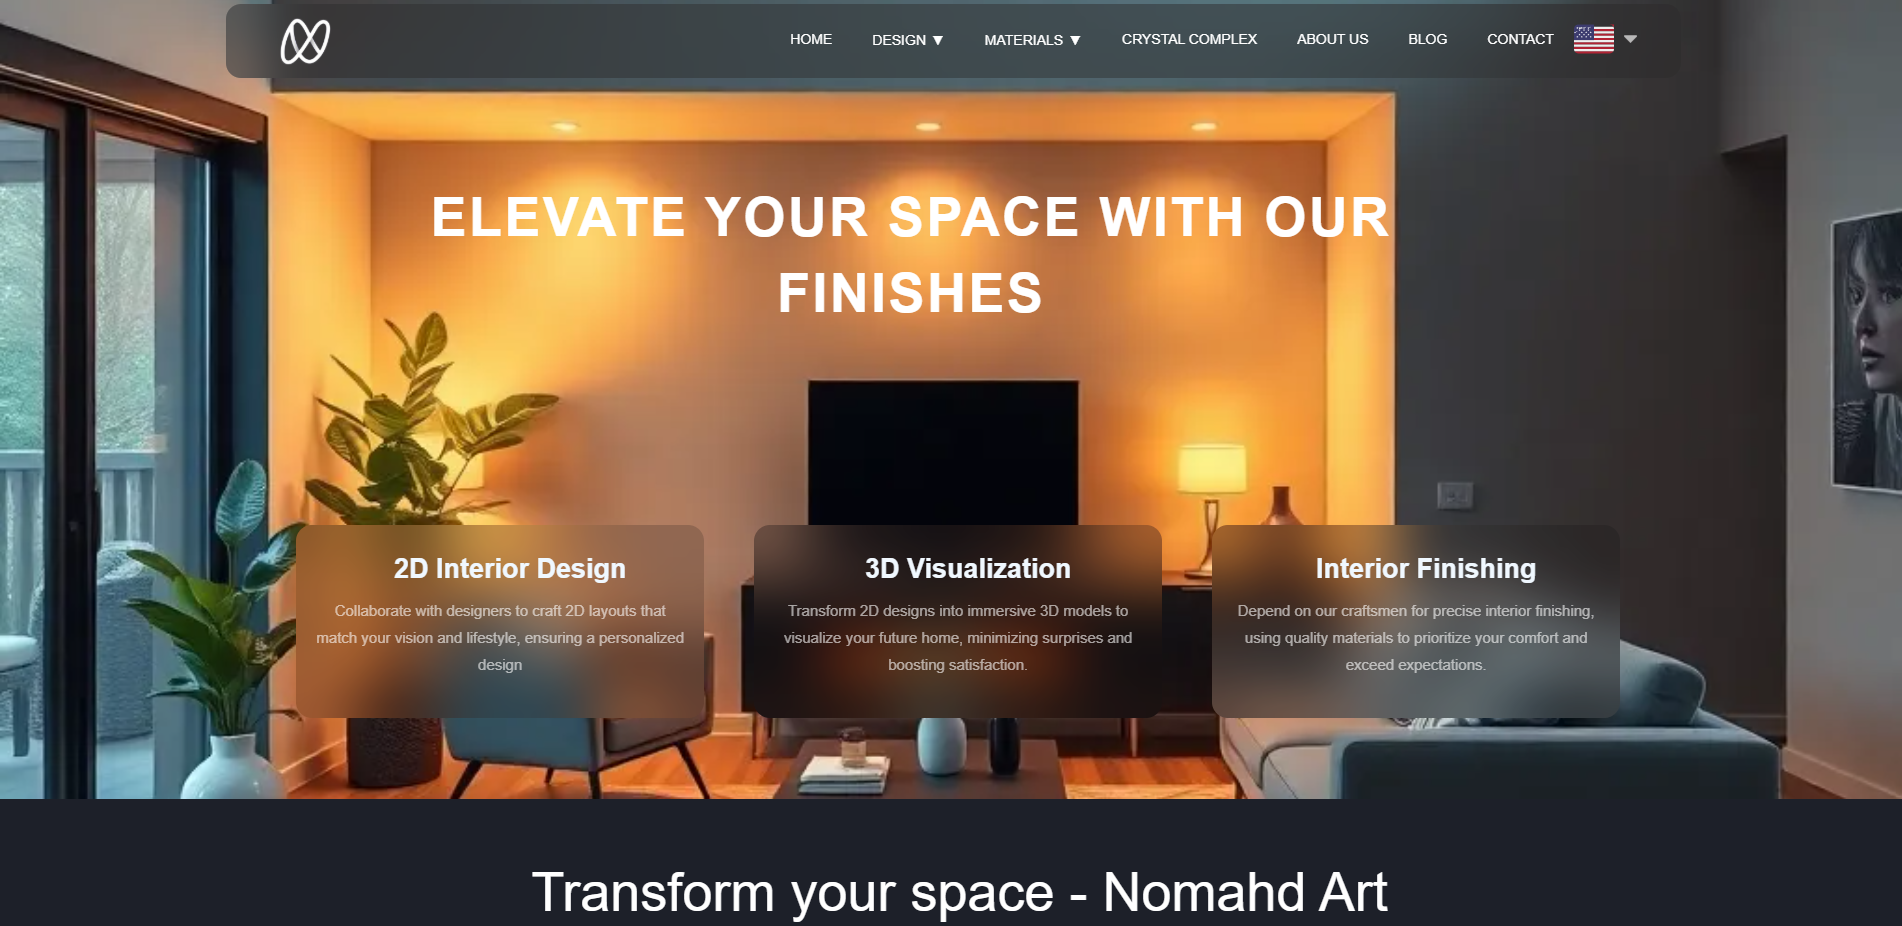 HOME DESIGN ▼ MATERIALS ▼ CRYSTAL COMPLEX ABOUT US BLOG CONTACT
ELEVATE YOUR SPACE WITH OUR
FINISHES
2D Interior Design
Collaborate with designers to craft 2D layouts that
match your vision and lifestyle, ensuring a personalized
design
3D Visualization
Transform 2D designs into immersive 3D models to
visualize your future home, minimizing surprises and
boosting satisfaction.
Interior Finishing
Depend on our craftsmen for precise interior finishing,
using quality materials to prioritize your comfort and
exceed expectations.
Transform your space - Nomahd Art